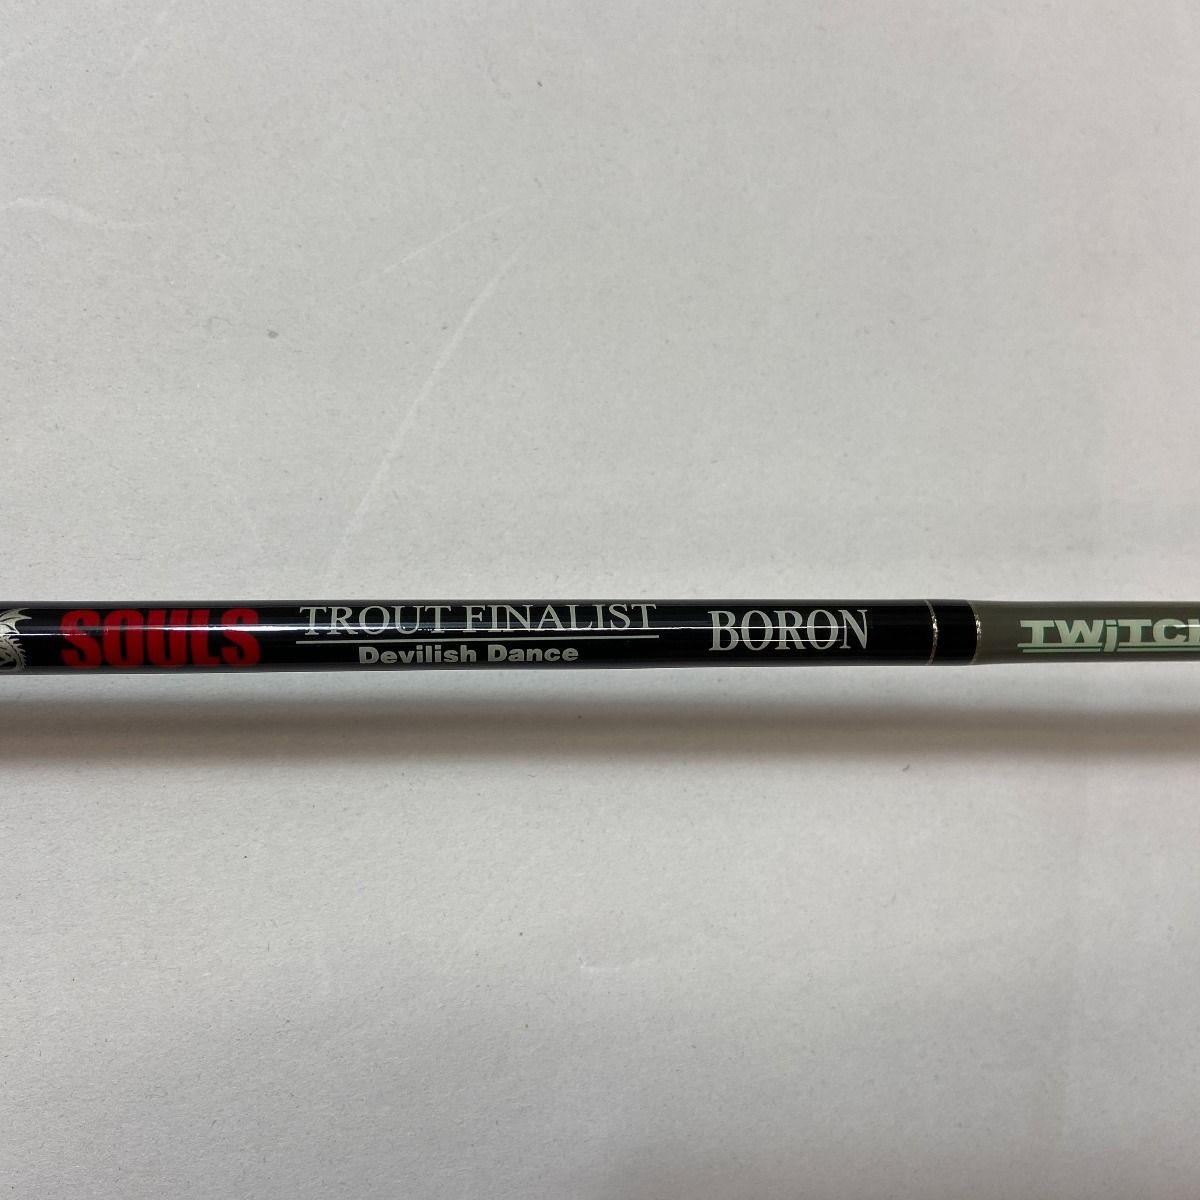 SOULS
TROUT FINALIST
Devilish Dance
BORON